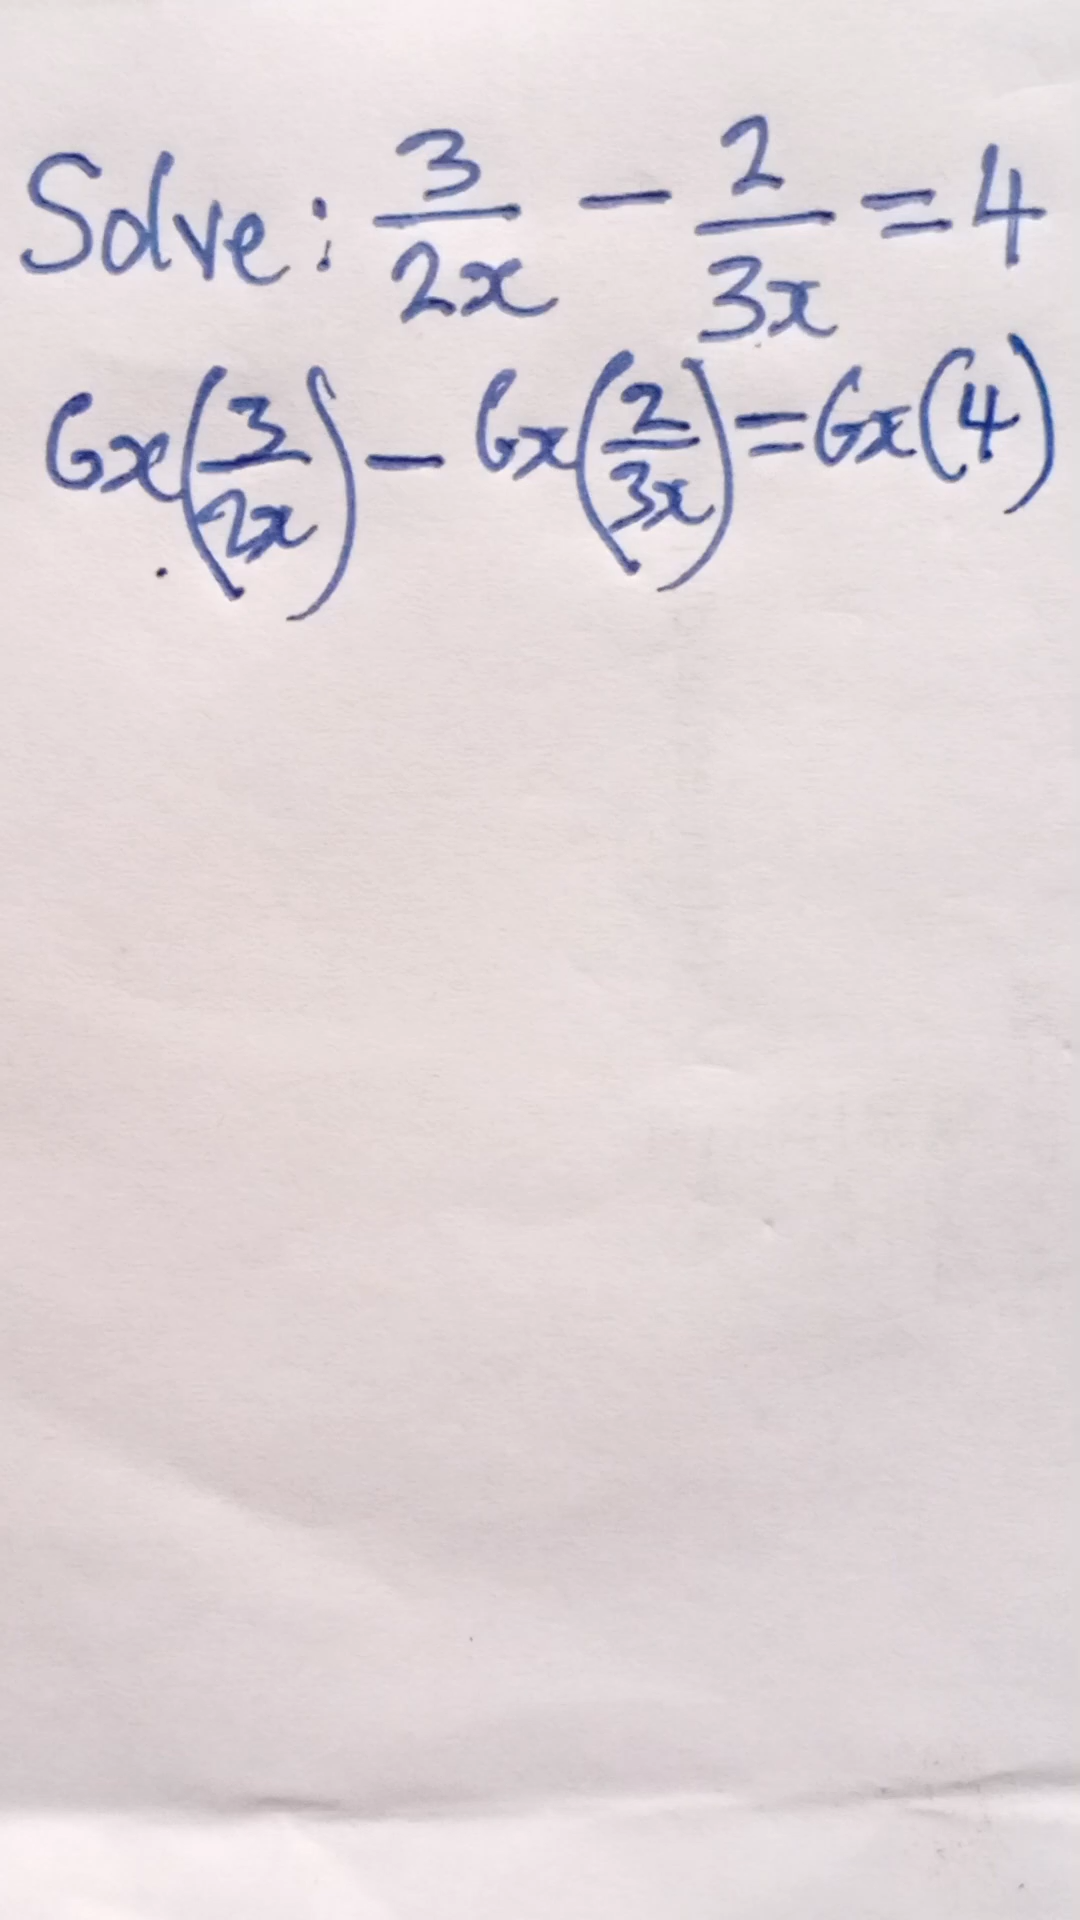 Solve: 3/2x - 2/3x = 4
6x(3/2x) - 6x(2/3x) = 6x(4)